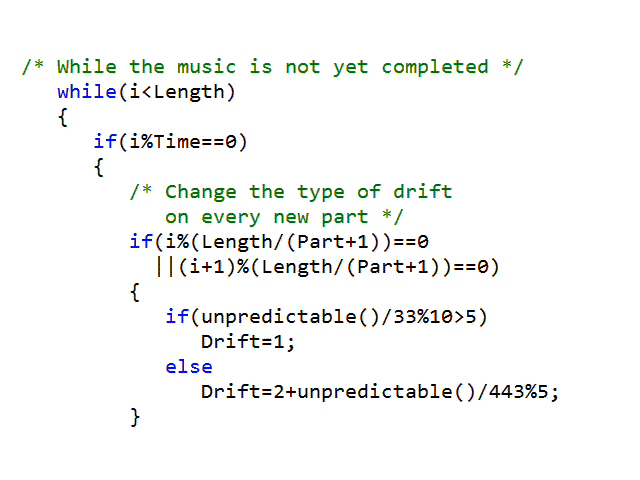 /* While the music is not yet completed */
while(i<Length)
{
if(i%Time==0)
{
/* Change the type of drift
on every new part */
if(i%(Length/(Part+1))==0
||(i+1)%(Length/(Part+1))==0)
{
if(unpredictable()/33%10>5)
Drift=1;
else
Drift=2+unpredictable()/443%5;
}